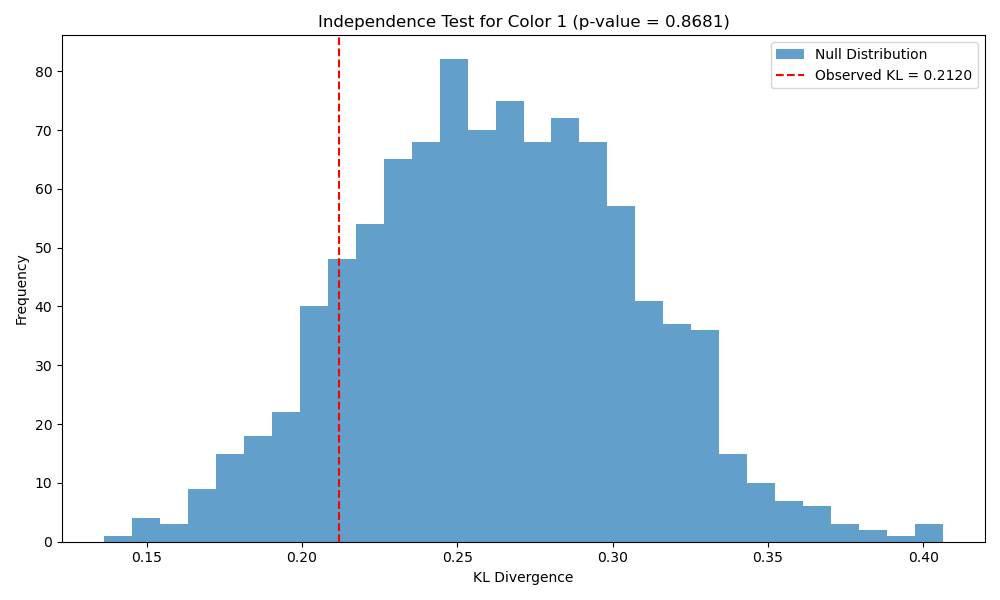 Independence Test for Color 1 (p-value = 0.8681)
Null Distribution
Observed KL = 0.2120
80
70
60
50
40
30
20
10
0
Frequency
0.15 0.20 0.25 0.30 0.35 0.40
KL Divergence